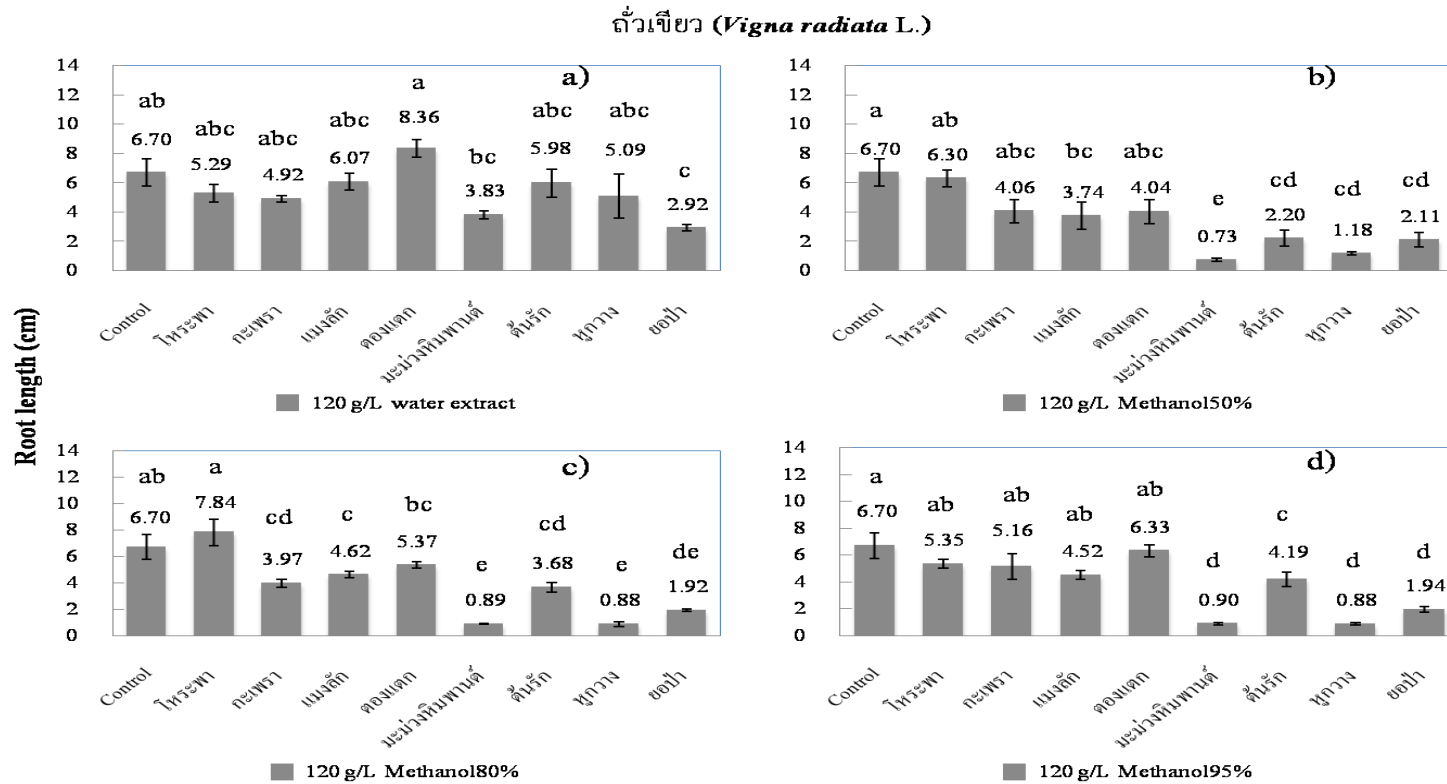 ถั่วเขียว (Vigna radiata L.)
Root length (cm)
a)
14
12
10
8
6
4
2
0
ab abc abc abc a bc abc abc c
6.70 5.29 4.92 6.07 8.36 3.83 5.98 5.09 2.92
Control โหระพา กะเพรา แมงลัก ตองแตก มะม่วงหิมพานต์ ต้นรัก หูกวาง ยอป่า
120 g/L water extract
b)
14
12
10
8
6
4
2
0
a ab abc bc abc e cd cd cd
6.70 6.30 4.06 3.74 4.04 0.73 2.20 1.18 2.11
Control โหระพา กะเพรา แมงลัก ตองแตก มะม่วงหิมพานต์ ต้นรัก หูกวาง ยอป่า
120 g/L Methanol50%
c)
14
12
10
8
6
4
2
0
ab a cd c bc e cd e de
6.70 7.84 3.97 4.62 5.37 0.89 3.68 0.88 1.92
Control โหระพา กะเพรา แมงลัก ตองแตก มะม่วงหิมพานต์ ต้นรัก หูกวาง ยอป่า
120 g/L Methanol80%
d)
14
12
10
8
6
4
2
0
a ab ab ab ab d c d d
6.70 5.35 5.16 4.52 6.33 0.90 4.19 0.88 1.94
Control โหระพา กะเพรา แมงลัก ตองแตก มะม่วงหิมพานต์ ต้นรัก หูกวาง ยอป่า
120 g/L Methanol95%